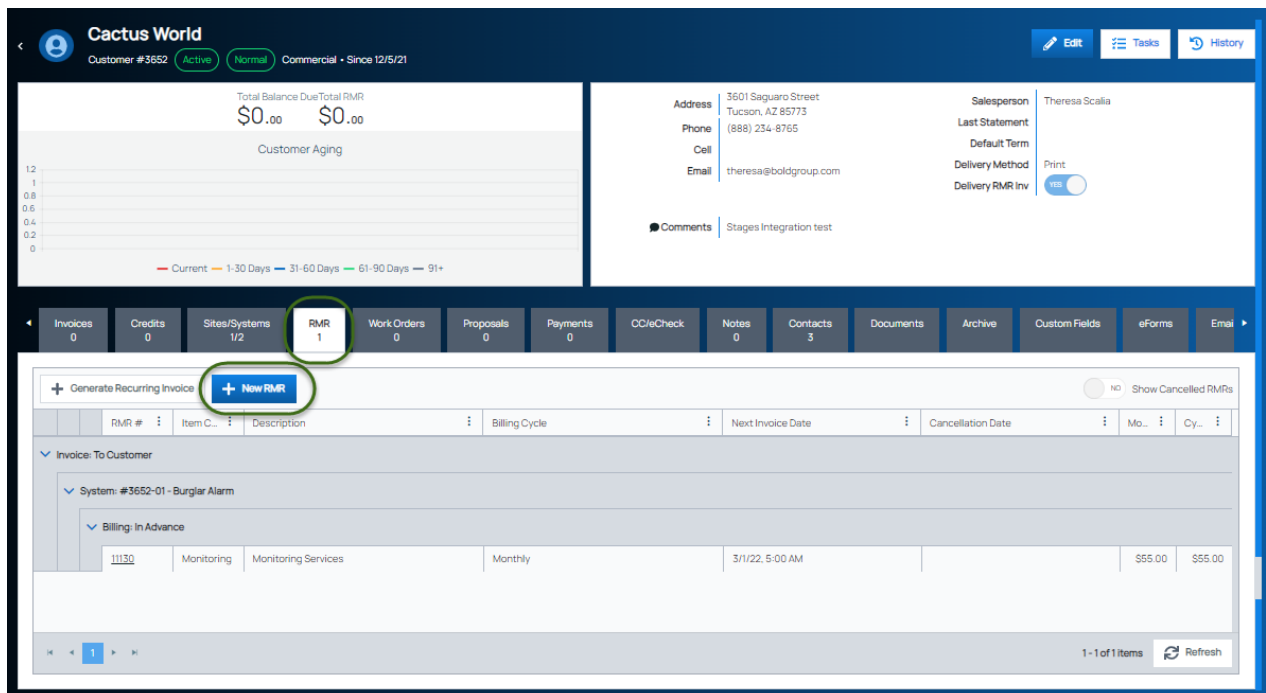 Cactus World
Customer #3652 Active Normal Commercial • Since 12/5/21
Edit
Tasks
History
Total Balance Due Total RMR
$0.00 $0.00
Customer Aging
1.2
1
0.8
0.6
0.4
0.2
0
Current 1-30 Days 31-60 Days 61-90 Days 91+
Address 3601 Saguaro Street
Tucson, AZ 85773
Phone (888) 234-8765
Cell
Email theresa@boldgroup.com
Comments Stages Integration test
Salesperson Theresa Scalia
Last Statement
Default Term
Delivery Method Print
Delivery RMR Inv YES
Invoices Credits Sites/Systems RMR Work Orders Proposals Payments CC/eCheck Notes Contacts Documents Archive Custom Fields eForms Emai
0 0 1/2 1 0 0 0 0 3
Generate Recurring Invoice New RMR NO Show Cancelled RMRs
RMR # Item C... Description Billing Cycle Next Invoice Date Cancellation Date Mo... Cy...
Invoice: To Customer
System: #3652-01 - Burglar Alarm
Billing: In Advance
11130 Monitoring Monitoring Services Monthly 3/1/22, 5:00 AM $55.00 $55.00
1 1 - 1 of 1 items Refresh